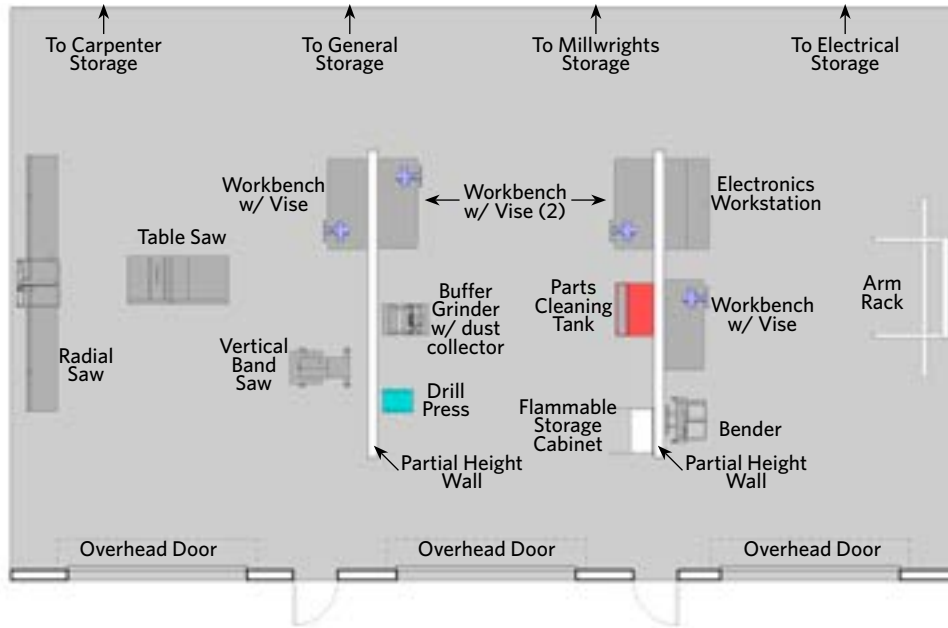 To Carpenter
Storage
To General
Storage
To Millwrights
Storage
To Electrical
Storage
Workbench
w/ Vise
Workbench
w/ Vise (2)
Electronics
Workstation
Table Saw
Radial
Saw
Vertical
Band
Saw
Buffer
Grinder
w/ dust
collector
Parts
Cleaning
Tank
Workbench
w/ Vise
Arm
Rack
Drill
Press
Flammable
Storage
Cabinet
Bender
Partial Height
Wall
Partial Height
Wall
Overhead Door
Overhead Door
Overhead Door